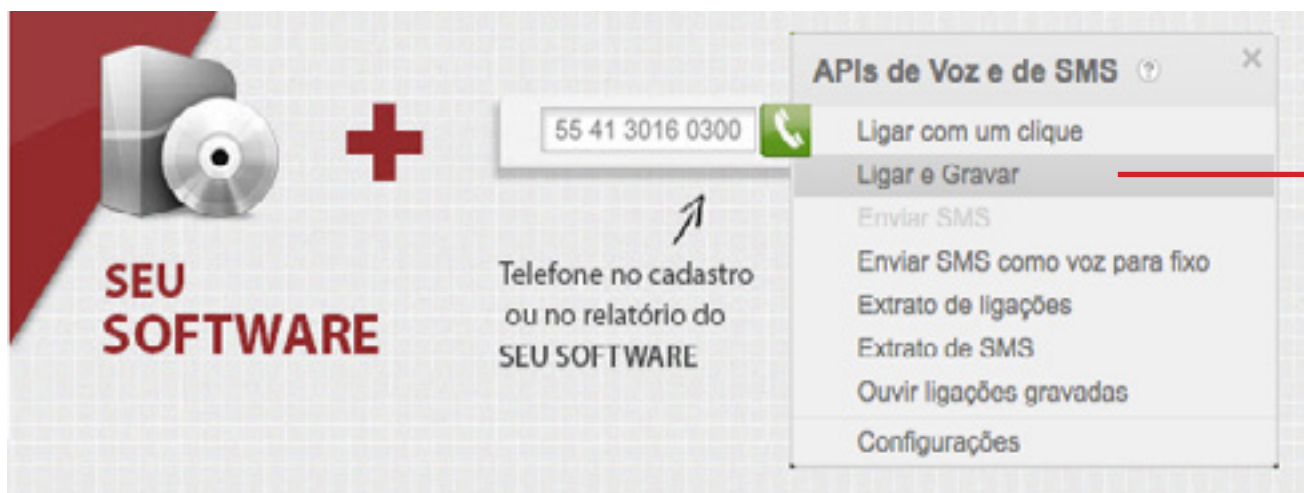 SEU
SOFTWARE
55 41 3016 0300
Telefone no cadastro
ou no relatório do
SEU SOFTWARE
APIs de Voz e de SMS ?
Ligar com um clique
Ligar e Gravar
Enviar SMS
Enviar SMS como voz para fixo
Extrato de ligações
Extrato de SMS
Ouvir ligações gravadas
Configurações